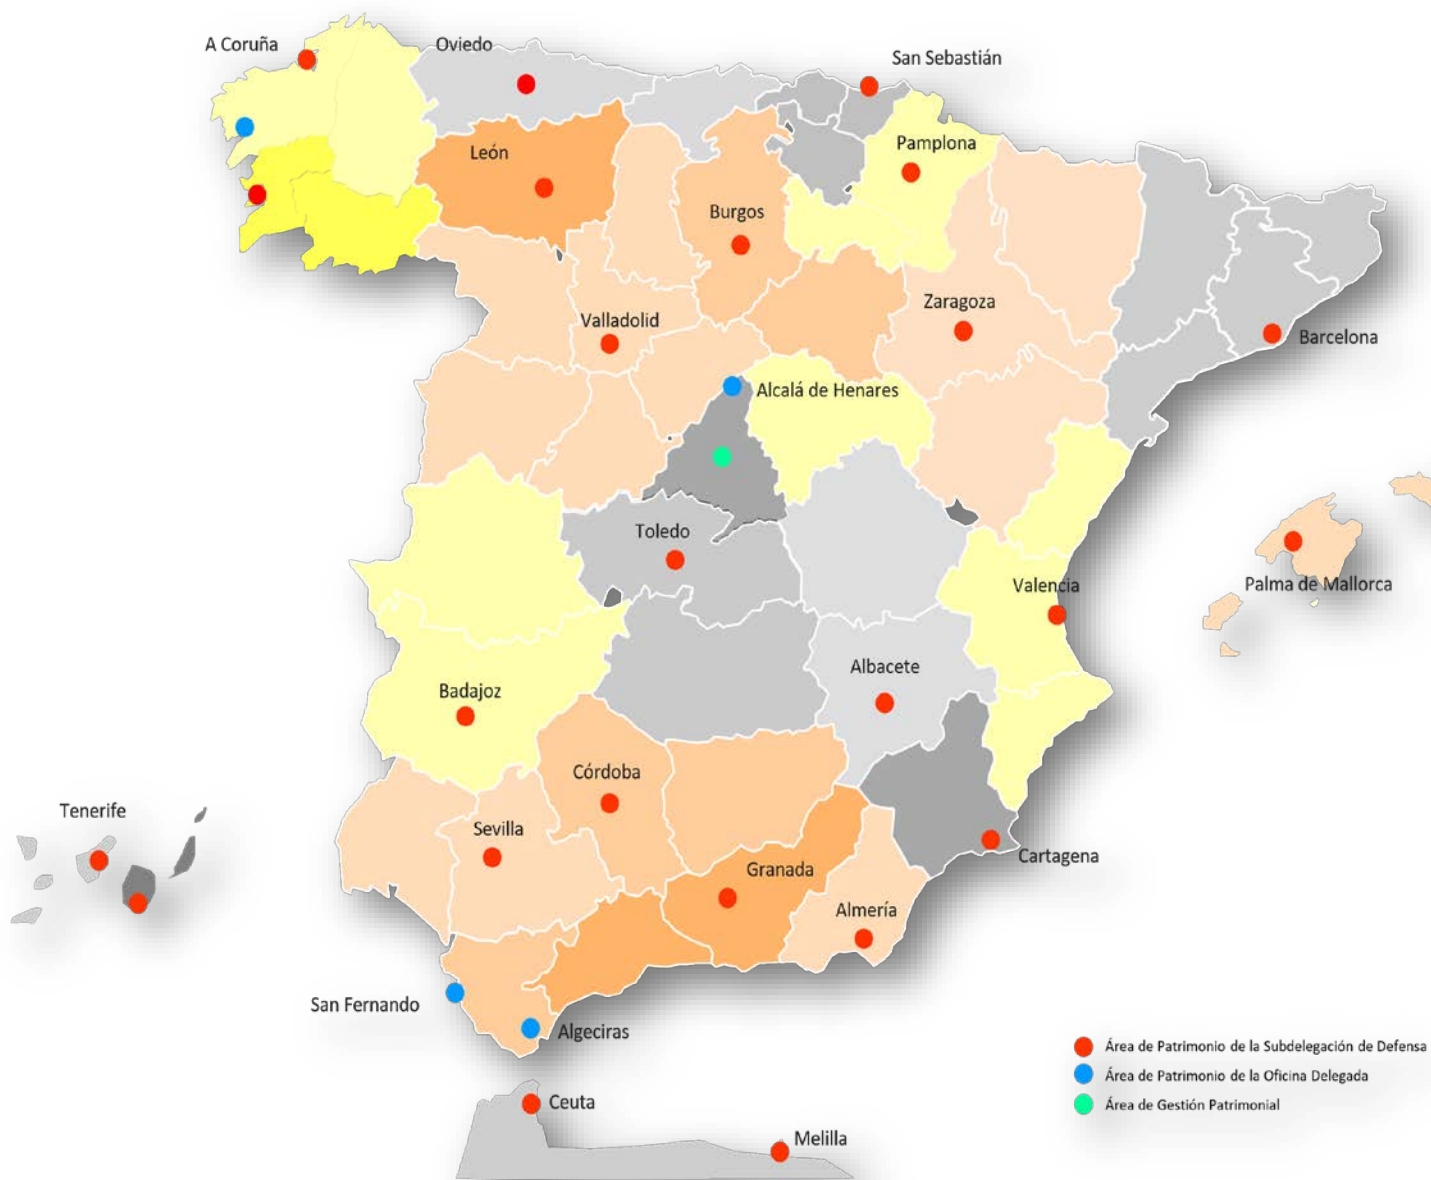 A Coruña
Oviedo
San Sebastián
León
Pamplona
Burgos
Zaragoza
Valladolid
Barcelona
Alcalá de Henares
Toledo
Palma de Mallorca
Valencia
Albacete
Badajoz
Córdoba
Tenerife
Sevilla
Cartagena
Granada
Almería
San Fernando
Algeciras
Ceuta
Melilla
Área de Patrimonio de la Subdelegación de Defensa
Área de Patrimonio de la Oficina Delegada
Área de Gestión Patrimonial